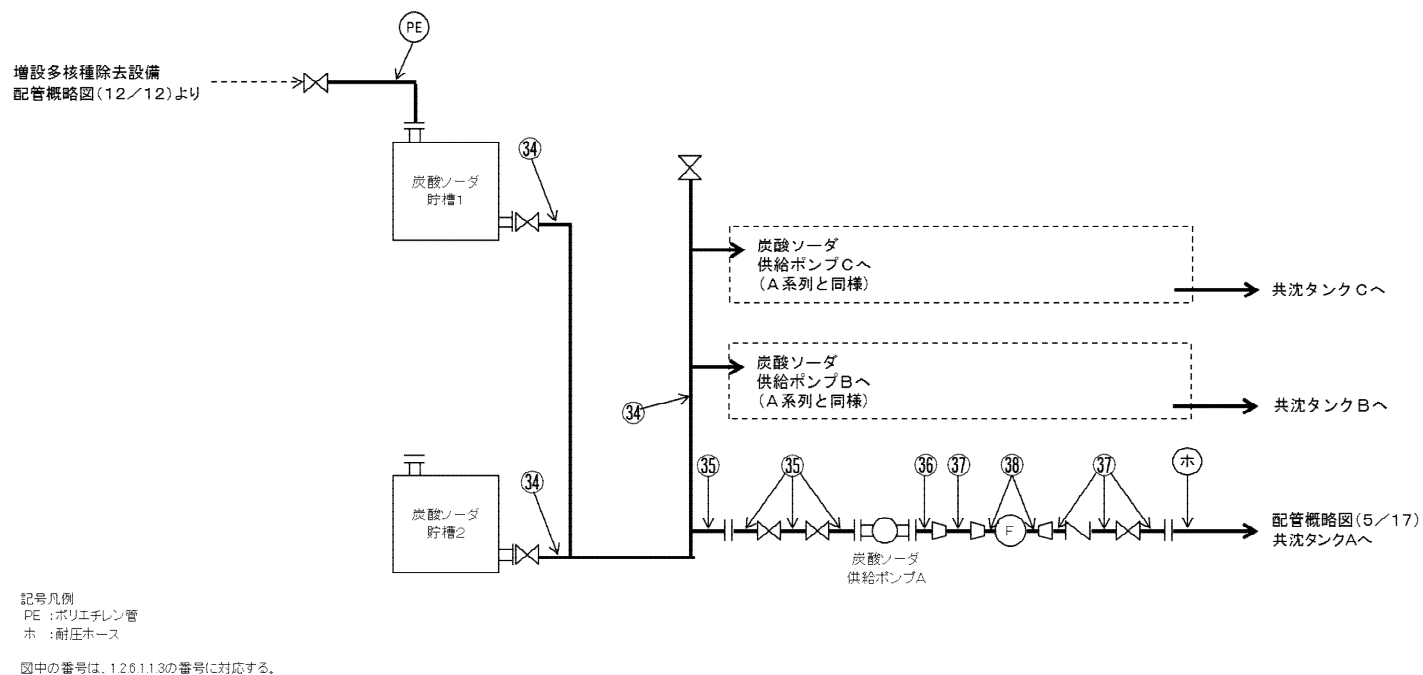 PE
増設多核種除去設備
配管概略図(12/12)より
炭酸ソーダ
貯槽1
㉞
炭酸ソーダ
供給ポンプCへ
(A系列と同様)
共沈タンクCへ
炭酸ソーダ
供給ポンプBへ
(A系列と同様)
共沈タンクBへ
㉞
炭酸ソーダ
貯槽2
㉞
㉟
㉟
㊱
㊲
㊳
㊲
ホ
F
炭酸ソーダ
供給ポンプA
配管概略図(5/17)
共沈タンクAへ
記号凡例
PE :ポリエチレン管
ホ :耐圧ホース
図中の番号は、1.2.6.1.1.3の番号に対応する。